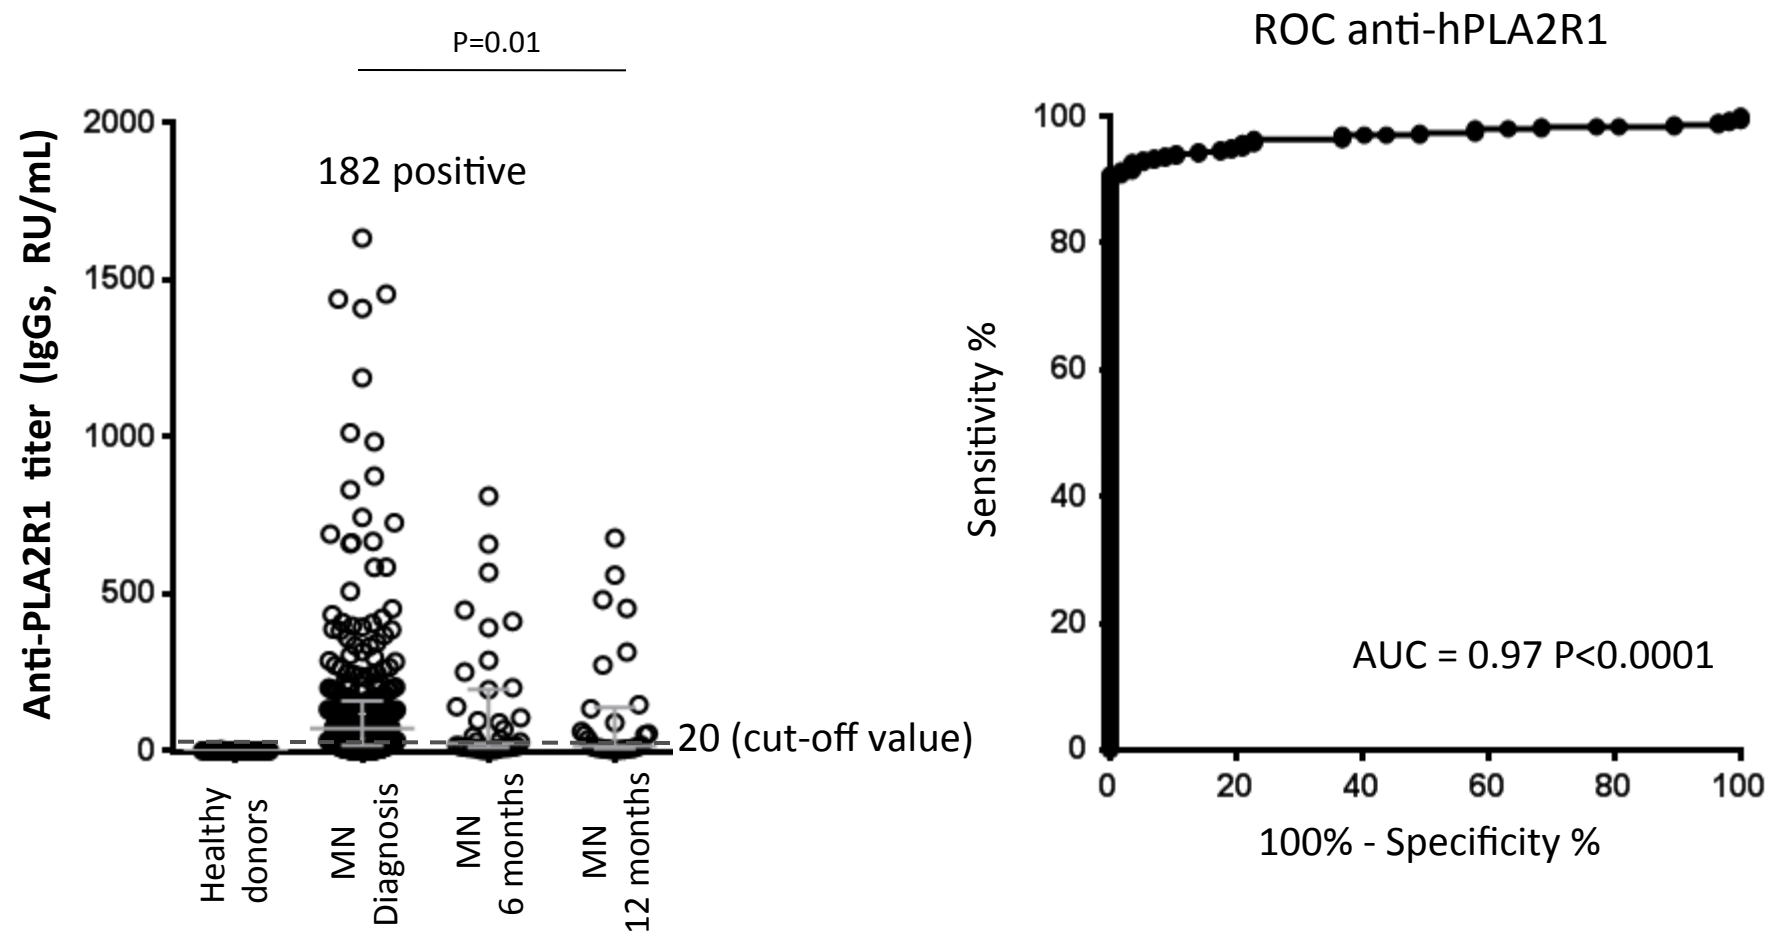 P=0.01
182 positive
Anti-PLA2R1 titer (IgGs, RU/mL)
2000
1500
1000
500
0
20 (cut-off value)
Healthy
donors
MN
Diagnosis
MN
6 months
MN
12 months
ROC anti-hPLA2R1
Sensitivity %
100
80
60
40
20
0
AUC = 0.97 P<0.0001
0 20 40 60 80 100
100% - Specificity %